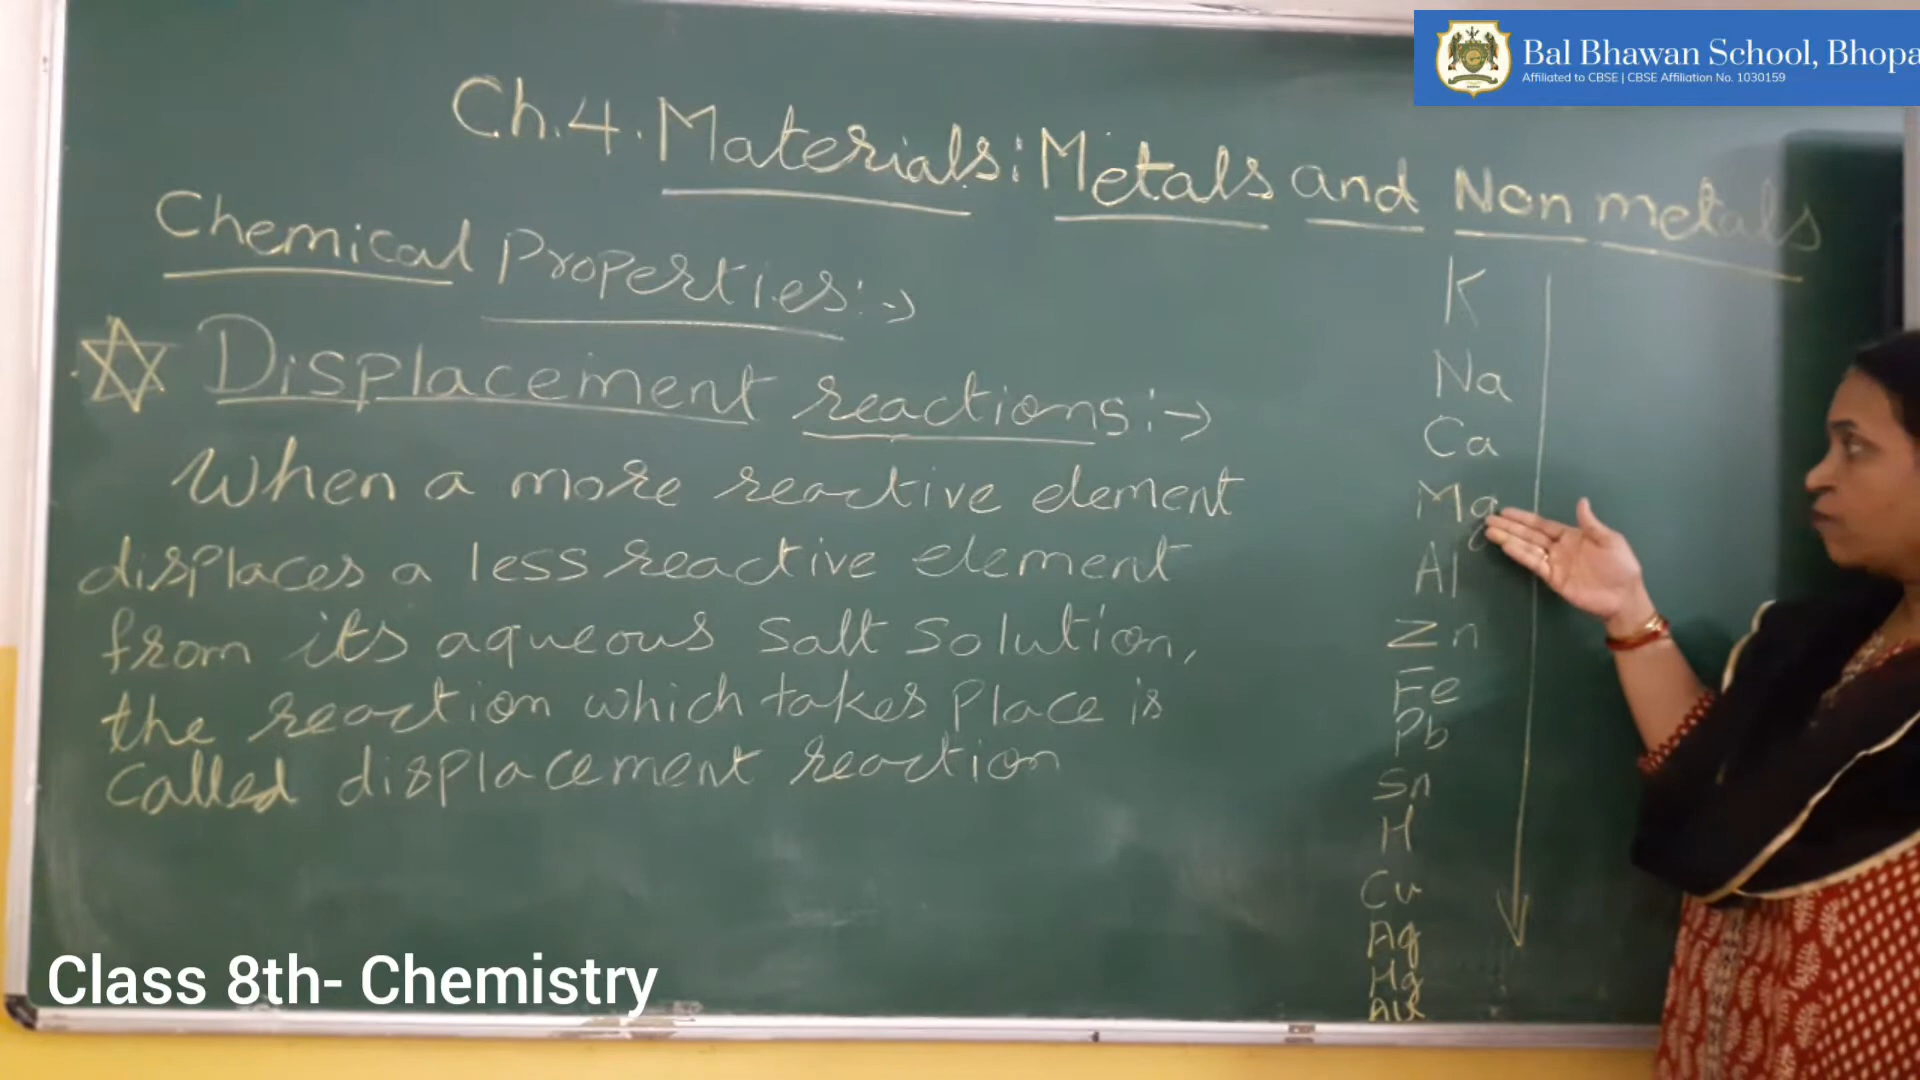 Bal Bhawan School, Bhopa
Affiliated to CBSE | CBSE Affiliation No. 1030159
Ch.4. Materials: Metals and Non metals
Chemical Properties:→
Displacement reactions:→
When a more reactive element
displaces a less reactive element
from its aqueous salt solution,
the reaction which takes place is
called displacement reaction
K
Na
Ca
Mg
Al
Zn
Fe
Pb
Sn
H
Cu
Ag
Hg
Au
Class 8th- Chemistry